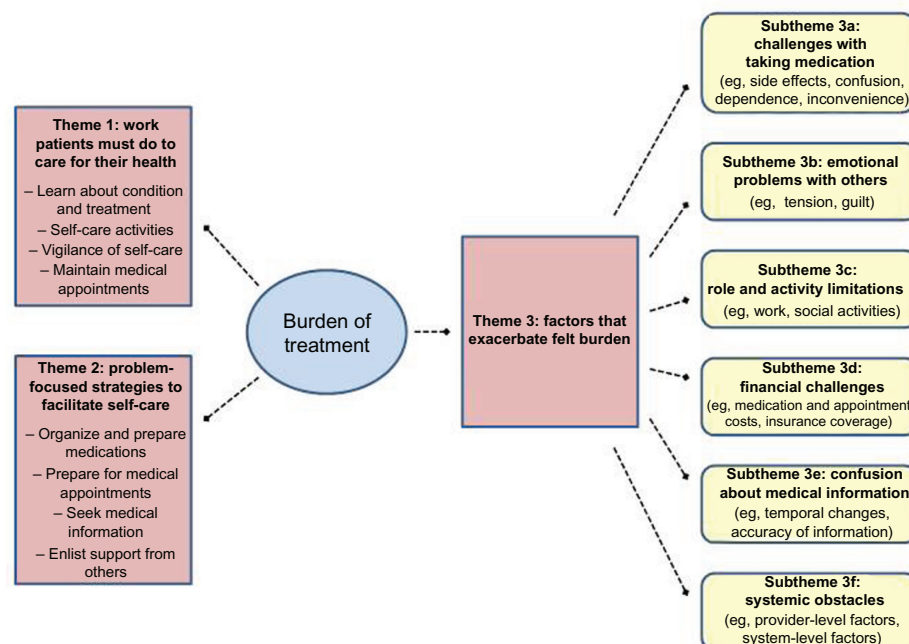 Theme 1: work
patients must do to
care for their health
– Learn about condition
and treatment
– Self-care activities
– Vigilance of self-care
– Maintain medical
appointments
Theme 2: problem-
focused strategies to
facilitate self-care
– Organize and prepare
medications
– Prepare for medical
appointments
– Seek medical
information
– Enlist support from
others
Burden of
treatment
Theme 3: factors that
exacerbate felt burden
Subtheme 3a:
challenges with
taking medication
(eg, side effects, confusion,
dependence, inconvenience)
Subtheme 3b: emotional
problems with others
(eg, tension, guilt)
Subtheme 3c:
role and activity limitations
(eg, work, social activities)
Subtheme 3d:
financial challenges
(eg, medication and appointment
costs, insurance coverage)
Subtheme 3e: confusion
about medical information
(eg, temporal changes,
accuracy of information)
Subtheme 3f:
systemic obstacles
(eg, provider-level factors,
system-level factors)